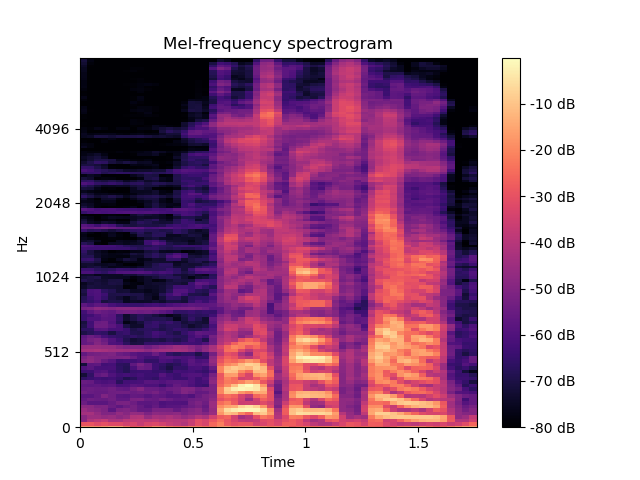 Mel-frequency spectrogram
Hz
4096
2048
1024
512
0
0 0.5 1 1.5
Time
-10 dB
-20 dB
-30 dB
-40 dB
-50 dB
-60 dB
-70 dB
-80 dB